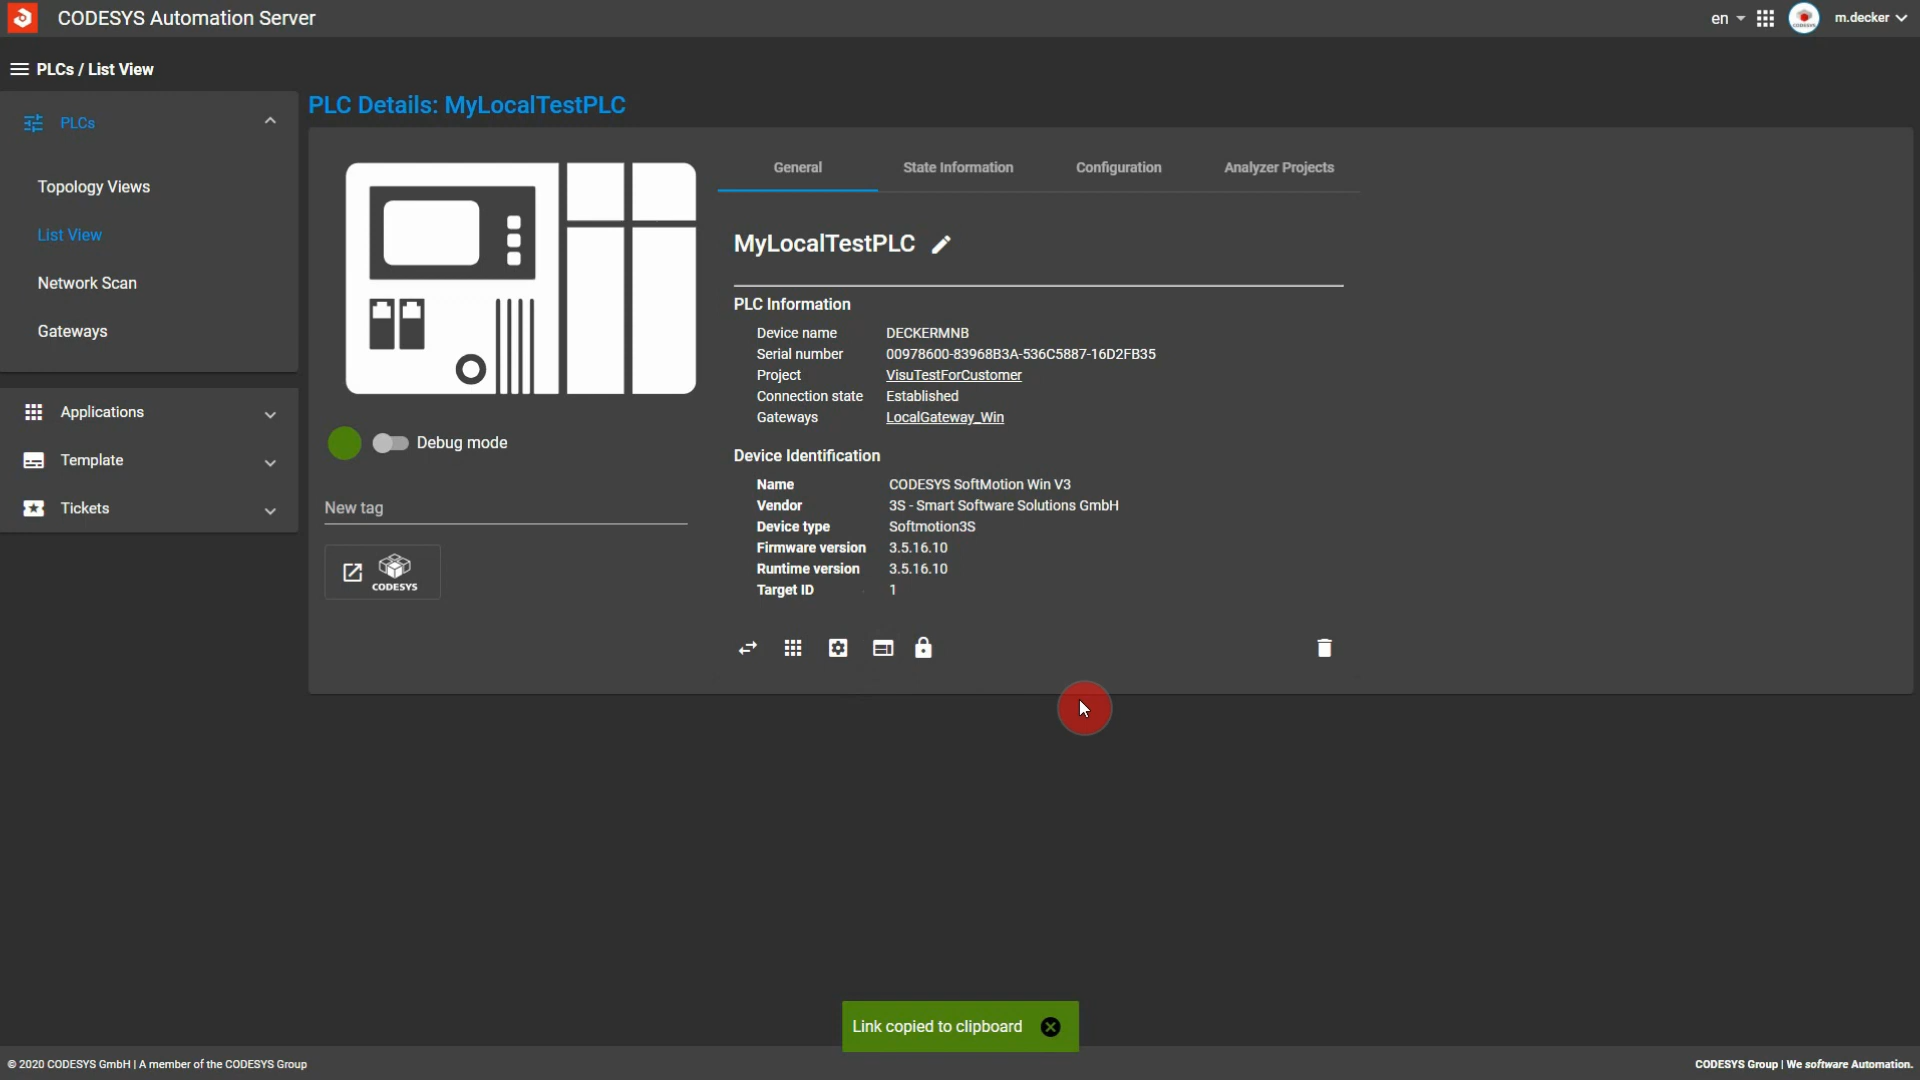 CODESYS Automation Server
en
m.decker
PLCs / List View
PLCs
Topology Views
List View
Network Scan
Gateways
Applications
Template
Tickets
PLC Details: MyLocalTestPLC
Debug mode
New tag
CODESYS
General
State Information
Configuration
Analyzer Projects
MyLocalTestPLC
PLC Information
Device name DECKERMNB
Serial number 00978600-83968B3A-536C5887-16D2FB35
Project VisuTestForCustomer
Connection state Established
Gateways LocalGateway_Win
Device Identification
Name CODESYS SoftMotion Win V3
Vendor 3S - Smart Software Solutions GmbH
Device type Softmotion3S
Firmware version 3.5.16.10
Runtime version 3.5.16.10
Target ID 1
Link copied to clipboard
© 2020 CODESYS GmbH | A member of the CODESYS Group
CODESYS Group | We software Automation.